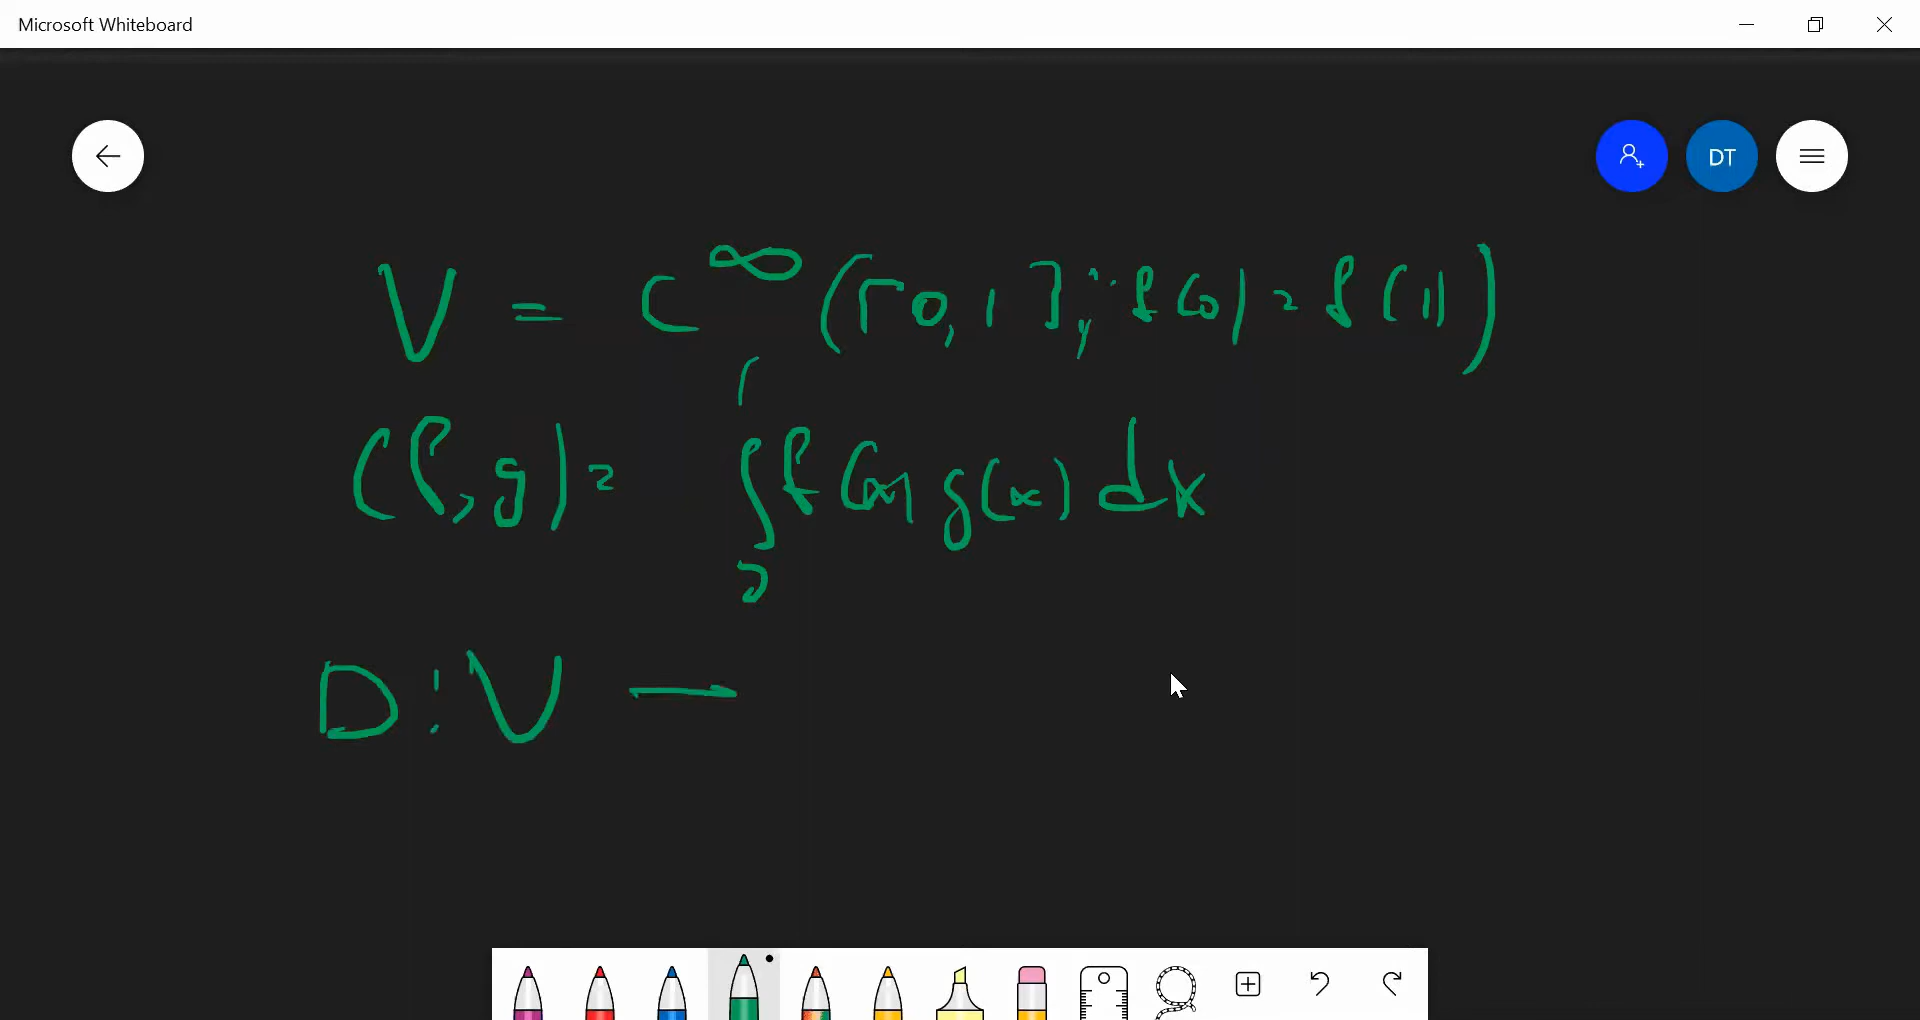 Microsoft Whiteboard
DT
V = C^∞([0,1]; f(0) = f(1))
(f,g) = ∫₀¹ f(x) g(x) dx
D : V —